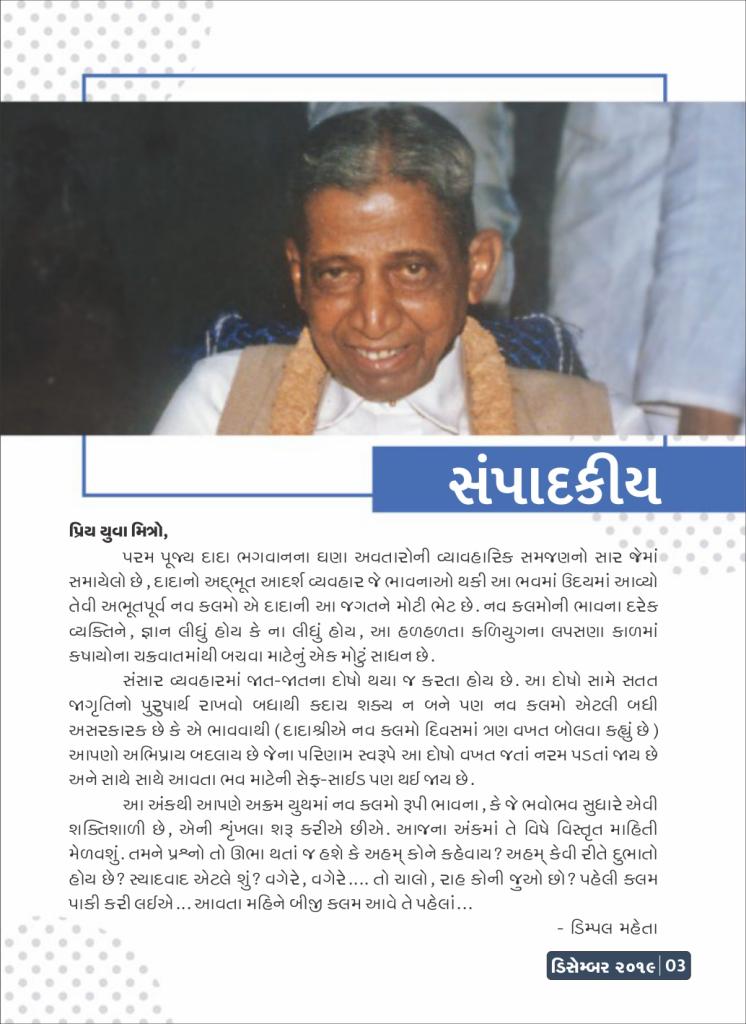 સંપાદકીય
પ્રિય યુવા મિત્રો,
પરમ પૂજ્ય દાદા ભગવાનના ઘણા અવતારોની વ્યાવહારિક સમજણનો સાર જેમાં
સમાયેલો છે, દાદાનો અદ્ભૂત આદર્શ વ્યવહાર જે ભાવનાઓ થકી આ ભવમાં ઉદયમાં આવ્યો
તેવી અભૂતપૂર્વ નવ કલમો એ દાદાની આ જગતને મોટી ભેટ છે. નવ કલમોની ભાવના દરેક
વ્યક્તિને, જ્ઞાન લીધું હોય કે ના લીધું હોય, આ હળહળતા કળિયુગના લપસણા કાળમાં
કષાયોના ચક્રવાતમાંથી બચવા માટેનું એક મોટું સાધન છે.
સંસાર વ્યવહારમાં જાત-જાતના દોષો થયા જ કરતા હોય છે. આ દોષો સામે સતત
જાગૃતિનો પુરુષાર્થ રાખવો બધાથી કદાચ શક્ય ન બને પણ નવ કલમો એટલી બધી
અસરકારક છે કે એ ભાવવાથી (દાદાશ્રીએ નવ કલમો દિવસમાં ત્રણ વખત બોલવા કહ્યું છે)
આપણો અભિપ્રાય બદલાય છે જેના પરિણામ સ્વરૂપે આ દોષો વખત જતાં નરમ પડતાં જાય છે
અને સાથે સાથે આવતા ભવ માટેની સેફ-સાઈડ પણ થઈ જાય છે.
આ અંકથી આપણે અક્રમ યુથમાં નવ કલમો રૂપી ભાવના, કે જે ભવોભવ સુધારે એવી
શક્તિશાળી છે, એની શૃંખલા શરૂ કરીએ છીએ. આજના અંકમાં તે વિષે વિસ્તૃત માહિતી
મેળવશું. તમને પ્રશ્નો તો ઊભા થતાં જ હશે કે અહમ્ કોને કહેવાય? અહમ્ કેવી રીતે દુભાતો
હોય છે? સ્યાદવાદ એટલે શું? વગેરે, વગેરે.... તો ચાલો, રાહ કોની જુઓ છો? પહેલી કલમ
પાકી કરી લઈએ... આવતા મહિને બીજી કલમ આવે તે પહેલાં...
- ડિમ્પલ મહેતા
ડિસેમ્બર ૨૦૧૯ | 03